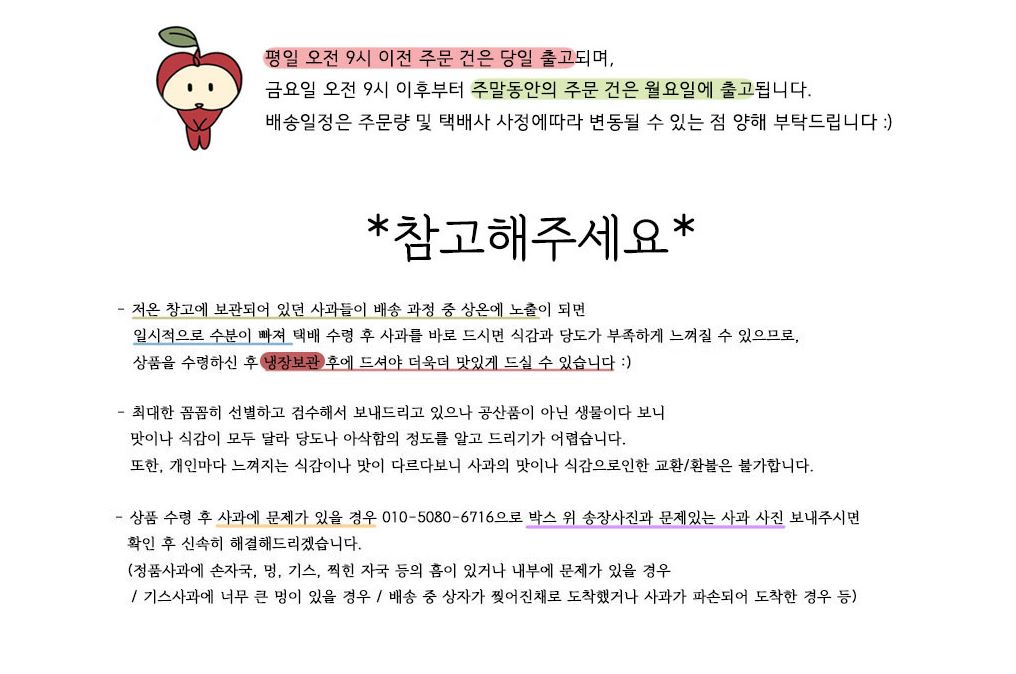 평일 오전 9시 이전 주문 건은 당일 출고되며,
금요일 오전 9시 이후부터 주말동안의 주문 건은 월요일에 출고됩니다.
배송일정은 주문량 및 택배사 사정에따라 변동될 수 있는 점 양해 부탁드립니다 :)
*참고해주세요*
- 저온 창고에 보관되어 있던 사과들이 배송 과정 중 상온에 노출이 되면
일시적으로 수분이 빠져 택배 수령 후 사과를 바로 드시면 식감과 당도가 부족하게 느껴질 수 있으므로,
상품을 수령하신 후 냉장보관 후에 드셔야 더욱더 맛있게 드실 수 있습니다 :)
- 최대한 꼼꼼히 선별하고 검수해서 보내드리고 있으나 공산품이 아닌 생물이다 보니
맛이나 식감이 모두 달라 당도나 아삭함의 정도를 알고 드리기가 어렵습니다.
또한, 개인마다 느껴지는 식감이나 맛이 다르다보니 사과의 맛이나 식감으로인한 교환/환불은 불가합니다.
- 상품 수령 후 사과에 문제가 있을 경우 010-5080-6716으로 박스 위 송장사진과 문제있는 사과 사진 보내주시면
확인 후 신속히 해결해드리겠습니다.
(정품사과에 손자국, 멍, 기스, 찍힌 자국 등의 흠이 있거나 내부에 문제가 있을 경우
/ 기스사과에 너무 큰 멍이 있을 경우 / 배송 중 상자가 찢어진채로 도착했거나 사과가 파손되어 도착한 경우 등)